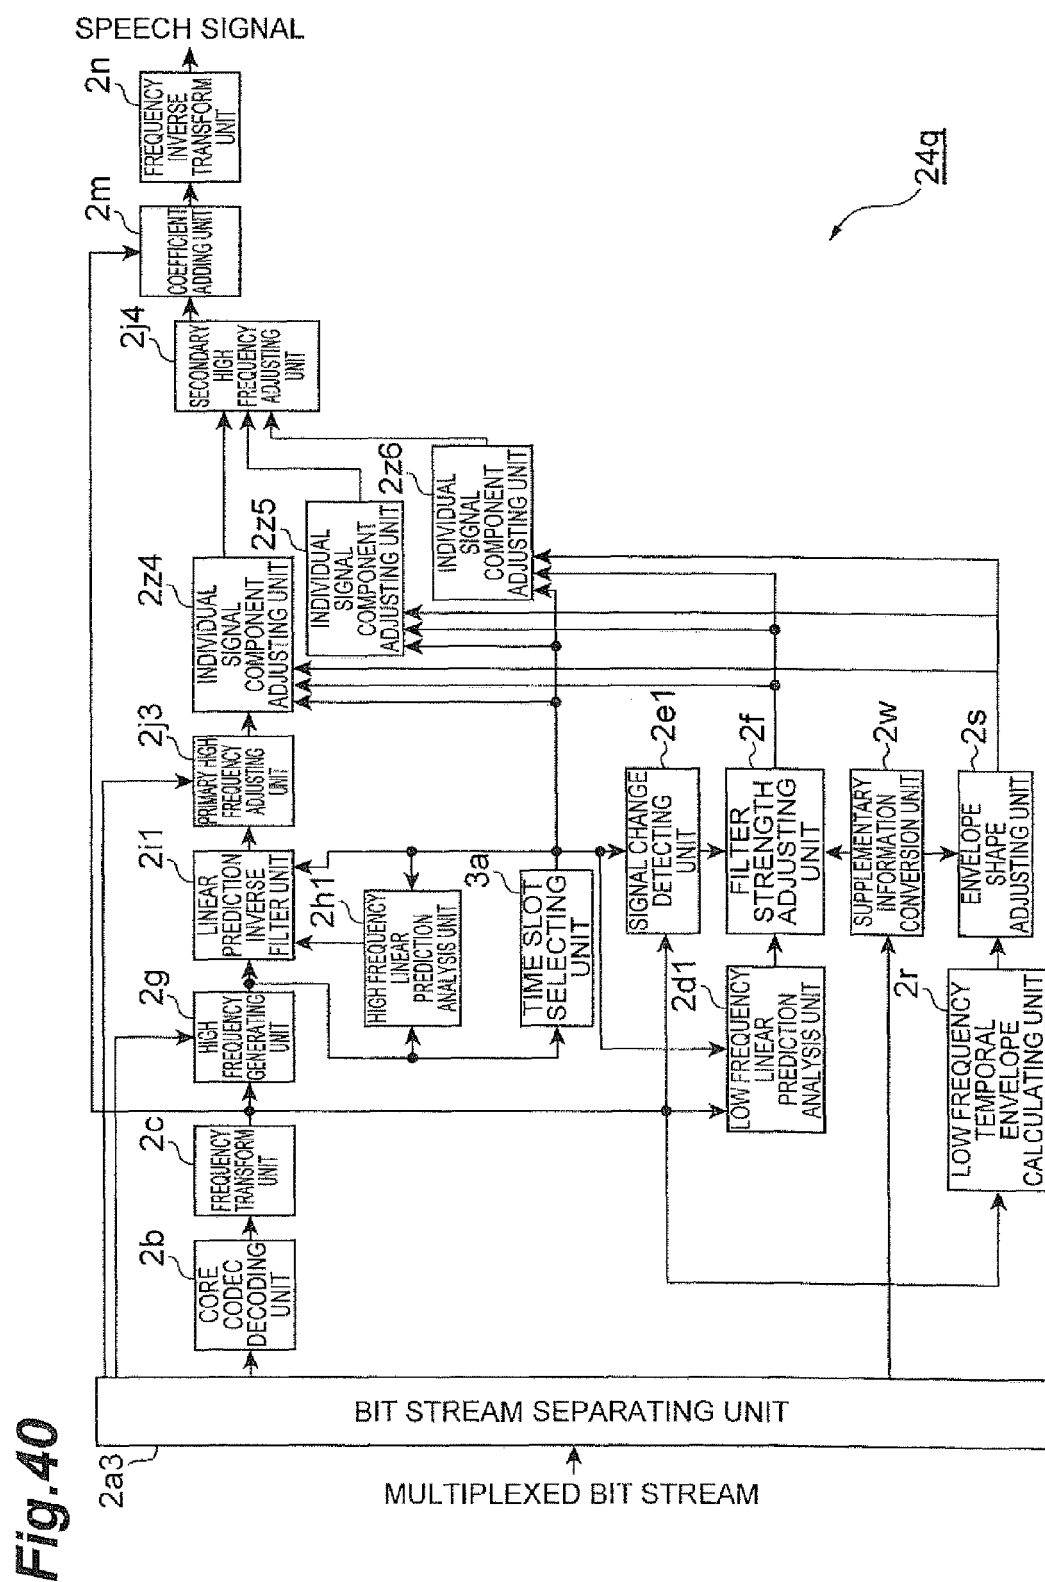 Fig.40
SPEECH SIGNAL
2n
FREQUENCY
INVERSE
TRANSFORM
UNIT
2m
COEFFICIENT
ADDING UNIT
2j4
SECONDARY
HIGH
FREQUENCY
ADJUSTING
UNIT
2z4
INDIVIDUAL
SIGNAL
COMPONENT
ADJUSTING UNIT
2z5
INDIVIDUAL
SIGNAL
COMPONENT
ADJUSTING UNIT
2z6
INDIVIDUAL
SIGNAL
COMPONENT
ADJUSTING UNIT
24q
2j3
PRIMARY HIGH
FREQUENCY
ADJUSTING
UNIT
2i1
LINEAR
PREDICTION
INVERSE
FILTER UNIT
2h1
HIGH FREQUENCY
LINEAR
PREDICTION
ANALYSIS UNIT
3a
TIME SLOT
SELECTING
UNIT
2e1
SIGNAL CHANGE
DETECTING
UNIT
2f
FILTER
STRENGTH
ADJUSTING
UNIT
2w
SUPPLEMENTARY
INFORMATION
CONVERSION UNIT
2s
ENVELOPE
SHAPE
ADJUSTING UNIT
2g
HIGH
FREQUENCY
GENERATING
UNIT
2d1
LOW FREQUENCY
LINEAR
PREDICTION
ANALYSIS UNIT
2r
LOW FREQUENCY
TEMPORAL
ENVELOPE
CALCULATING UNIT
2c
FREQUENCY
TRANSFORM
UNIT
2b
CORE
CODEC
DECODING
UNIT
BIT STREAM SEPARATING UNIT
2a3
MULTIPLEXED BIT STREAM